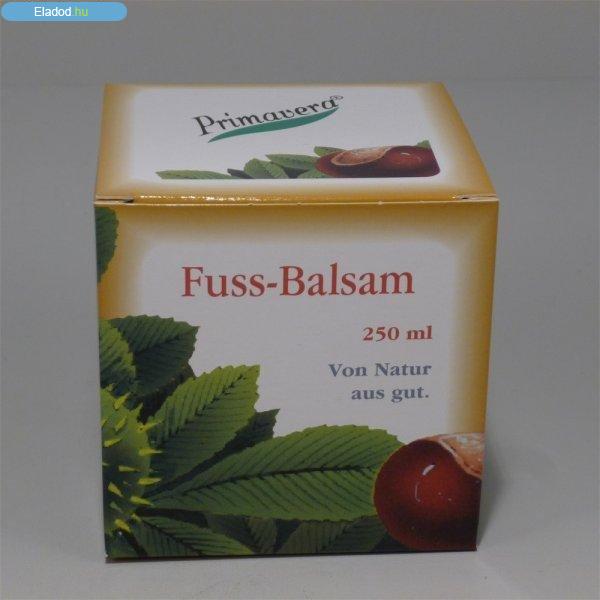 Eladod.hu
Primavera®
Fuss-Balsam
250 ml
Von Natur
aus gut.